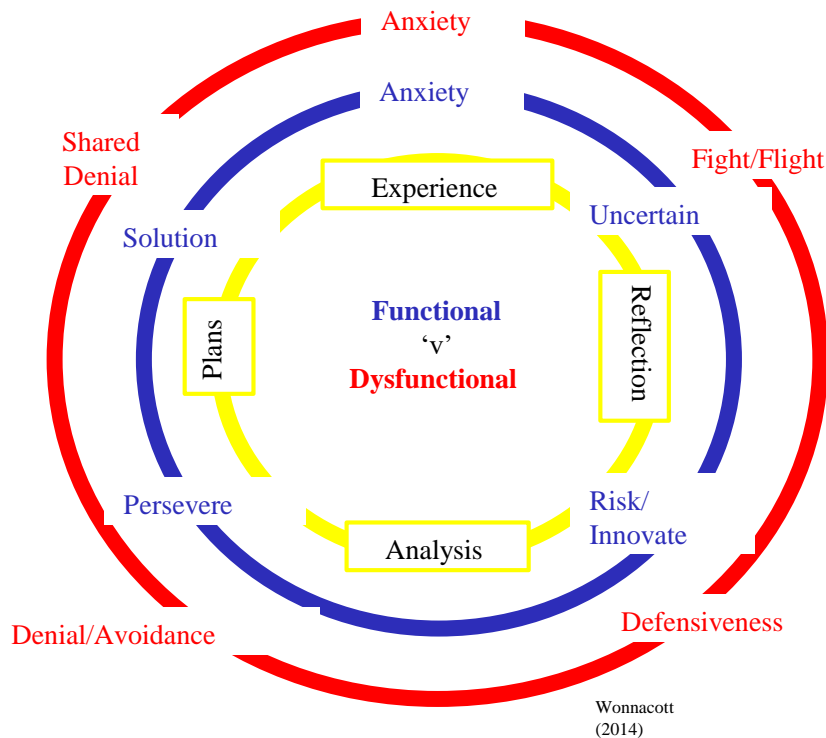 Anxiety
Anxiety
Shared
Denial
Fight/Flight
Experience
Solution
Uncertain
Plans
Functional
‘v’
Dysfunctional
Reflection
Persevere
Risk/
Innovate
Analysis
Denial/Avoidance
Defensiveness
Wonnacott
(2014)